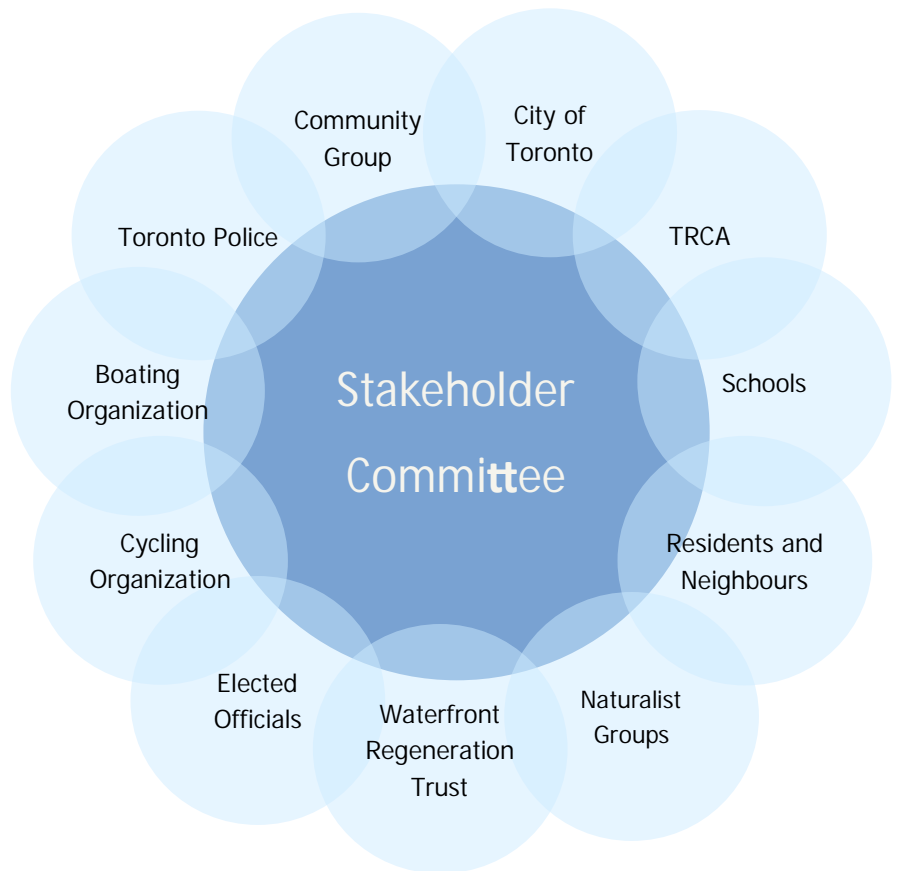 Community
Group
City of
Toronto
TRCA
Schools
Residents and
Neighbours
Naturalist
Groups
Waterfront
Regeneration
Trust
Elected
Officials
Cycling
Organization
Boating
Organization
Toronto Police
Stakeholder
Committee